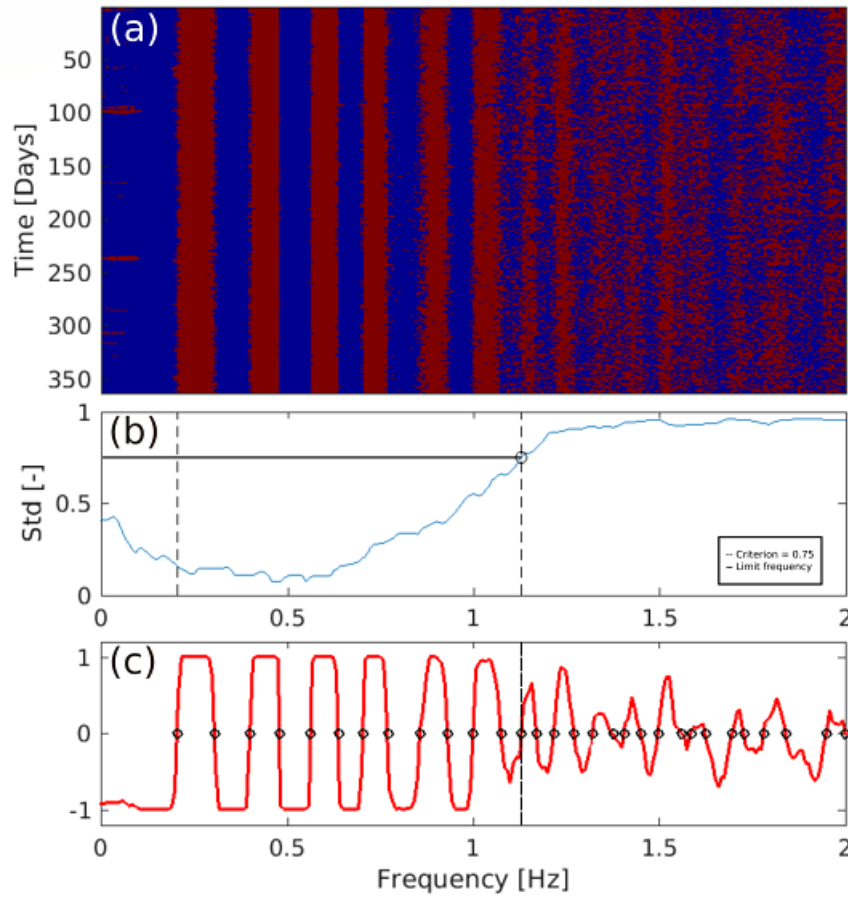 (a)
50
100
150
200
250
300
350
Time [Days]
(b)
1
0.5
0
Std [-]
-- Criterion = 0.75
– Limit frequency
0 0.5 1 1.5 2
(c)
1
0
-1
0 0.5 1 1.5 2
Frequency [Hz]